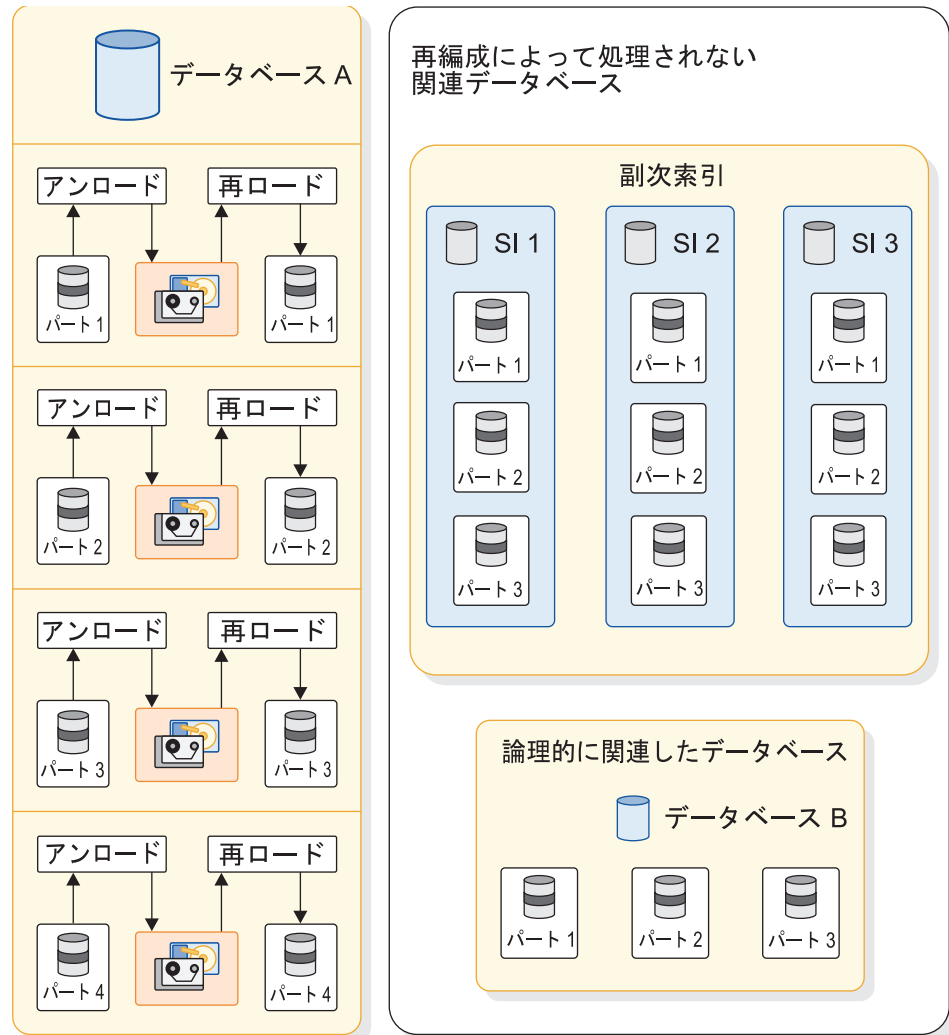 データベース A
アンロード
再ロード
パート 1
パート 1
アンロード
再ロード
パート 2
パート 2
アンロード
再ロード
パート 3
パート 3
アンロード
再ロード
パート 4
パート 4
再編成によって処理されない
関連データベース
副次索引
SI 1
SI 2
SI 3
パート 1
パート 1
パート 1
パート 2
パート 2
パート 2
パート 3
パート 3
パート 3
論理的に関連したデータベース
データベース B
パート 1
パート 2
パート 3